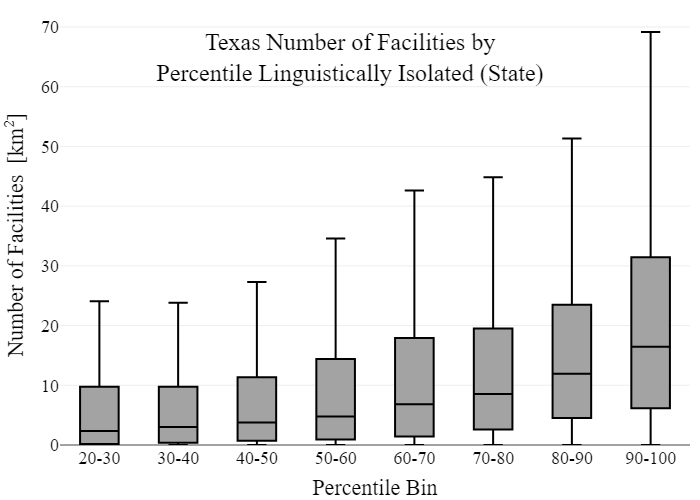 Texas Number of Facilities by
Percentile Linguistically Isolated (State)
Number of Facilities [km²]
70
60
50
40
30
20
10
0
20-30 30-40 40-50 50-60 60-70 70-80 80-90 90-100
Percentile Bin